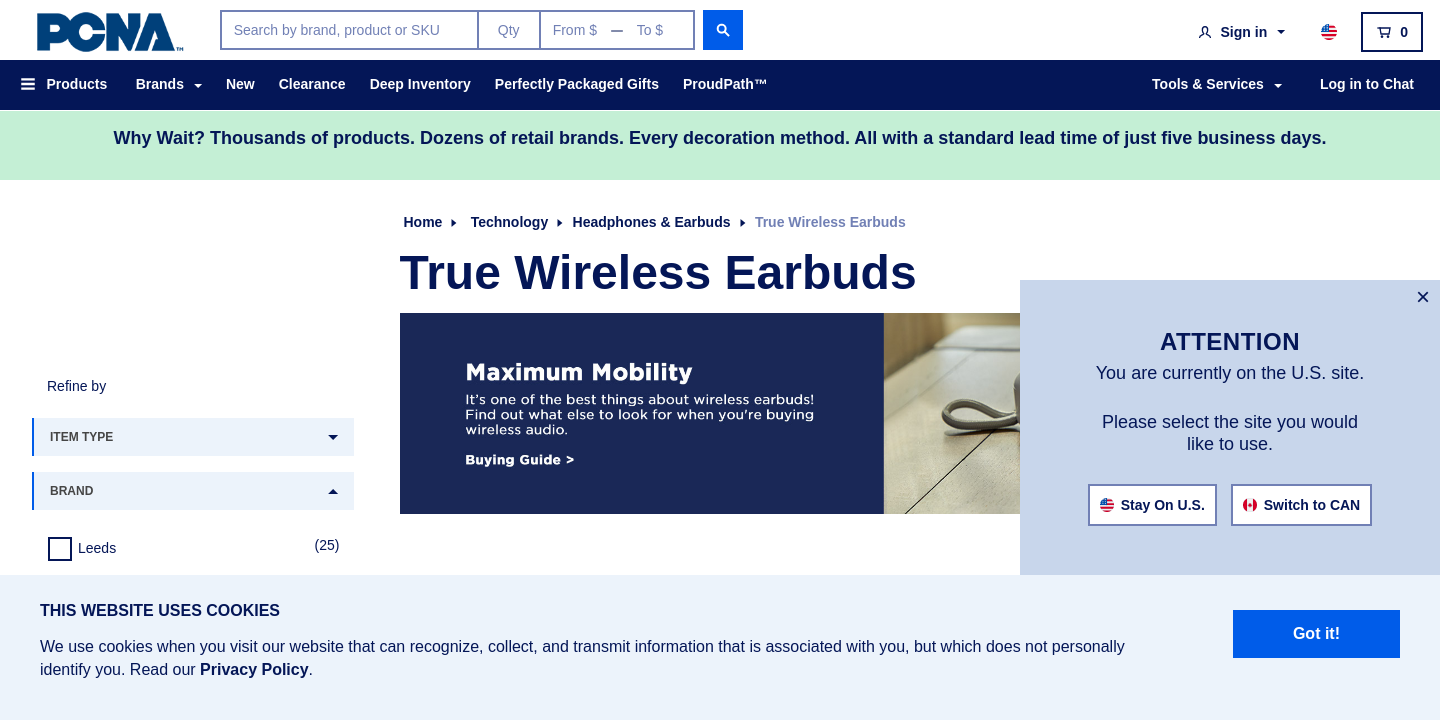 PCNA™
Search by brand, product or SKU
Qty
From $ — To $
Sign in
0
Products
Brands
New
Clearance
Deep Inventory
Perfectly Packaged Gifts
ProudPath™
Tools & Services
Log in to Chat
Why Wait? Thousands of products. Dozens of retail brands. Every decoration method. All with a standard lead time of just five business days.
Home
Technology
Headphones & Earbuds
True Wireless Earbuds
True Wireless Earbuds
Maximum Mobility
It's one of the best things about wireless earbuds!
Find out what else to look for when you're buying
wireless audio.
Buying Guide >
Refine by
ITEM TYPE
BRAND
Leeds
(25)
×
ATTENTION
You are currently on the U.S. site.
Please select the site you would
like to use.
Stay On U.S.
Switch to CAN
THIS WEBSITE USES COOKIES
We use cookies when you visit our website that can recognize, collect, and transmit information that is associated with you, but which does not personally
identify you. Read our Privacy Policy.
Got it!